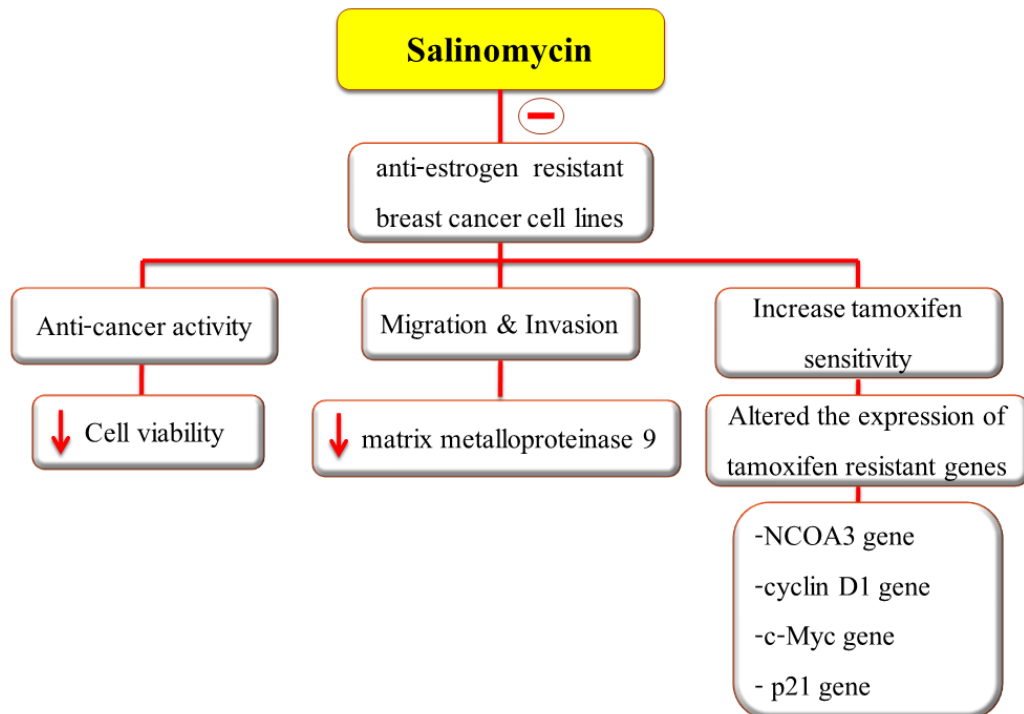 Salinomycin
anti-estrogen resistant
breast cancer cell lines
Anti-cancer activity
Cell viability
Migration & Invasion
matrix metalloproteinase 9
Increase tamoxifen
sensitivity
Altered the expression of
tamoxifen resistant genes
-NCOA3 gene
-cyclin D1 gene
-c-Myc gene
- p21 gene